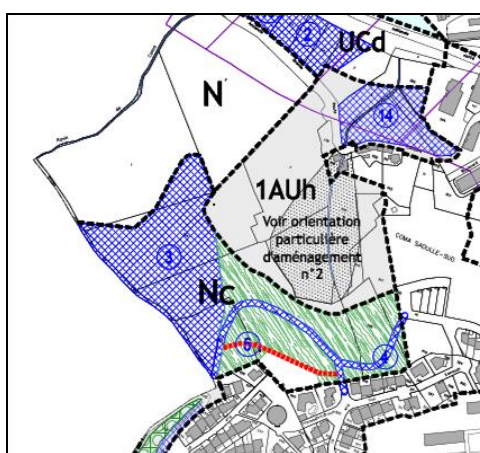 2
UCd
N
14
1AUh
Voir orientation
particulière
d'aménagement
n°2
COMA SADULLE-SUD
3
Nc
6
4